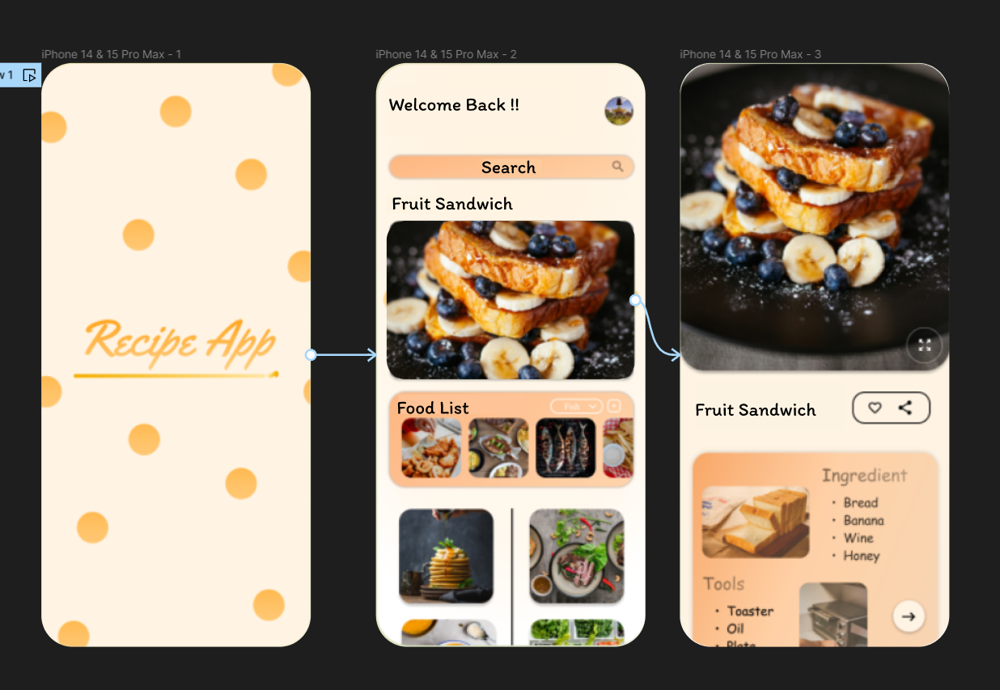 iPhone 14 & 15 Pro Max - 1
w 1
Recipe App
iPhone 14 & 15 Pro Max - 2
Welcome Back !!
Search
Fruit Sandwich
Food List
Fish
iPhone 14 & 15 Pro Max - 3
Fruit Sandwich
Ingredient
• Bread
• Banana
• Wine
• Honey
Tools
• Toaster
• Oil
• Plate